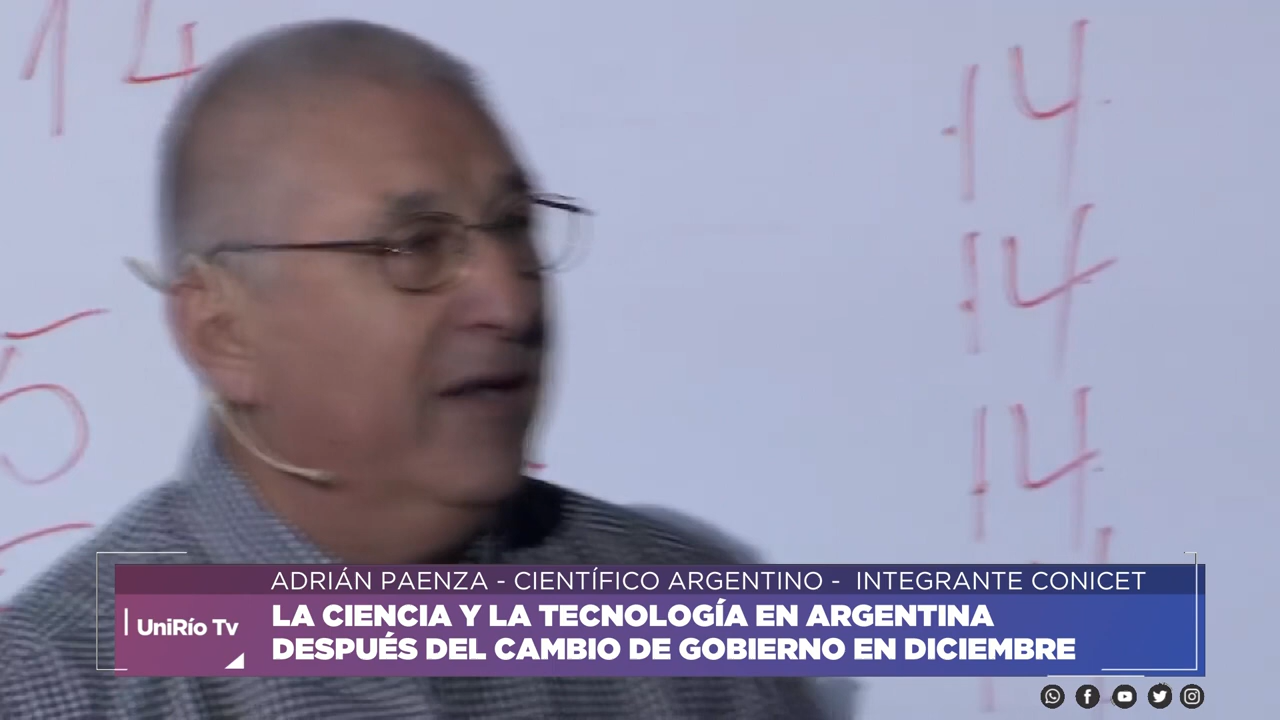 14
14
5
14
14
ADRIÁN PAENZA - CIENTÍFICO ARGENTINO - INTEGRANTE CONICET
UniRío Tv
LA CIENCIA Y LA TECNOLOGÍA EN ARGENTINA
DESPUÉS DEL CAMBIO DE GOBIERNO EN DICIEMBRE